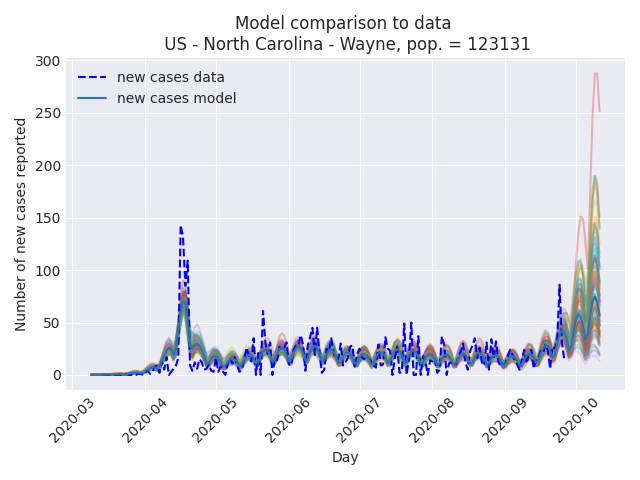 Model comparison to data
US - North Carolina - Wayne, pop. = 123131
new cases data
new cases model
Number of new cases reported
300
250
200
150
100
50
0
2020-03
2020-04
2020-05
2020-06
2020-07
2020-08
2020-09
2020-10
Day